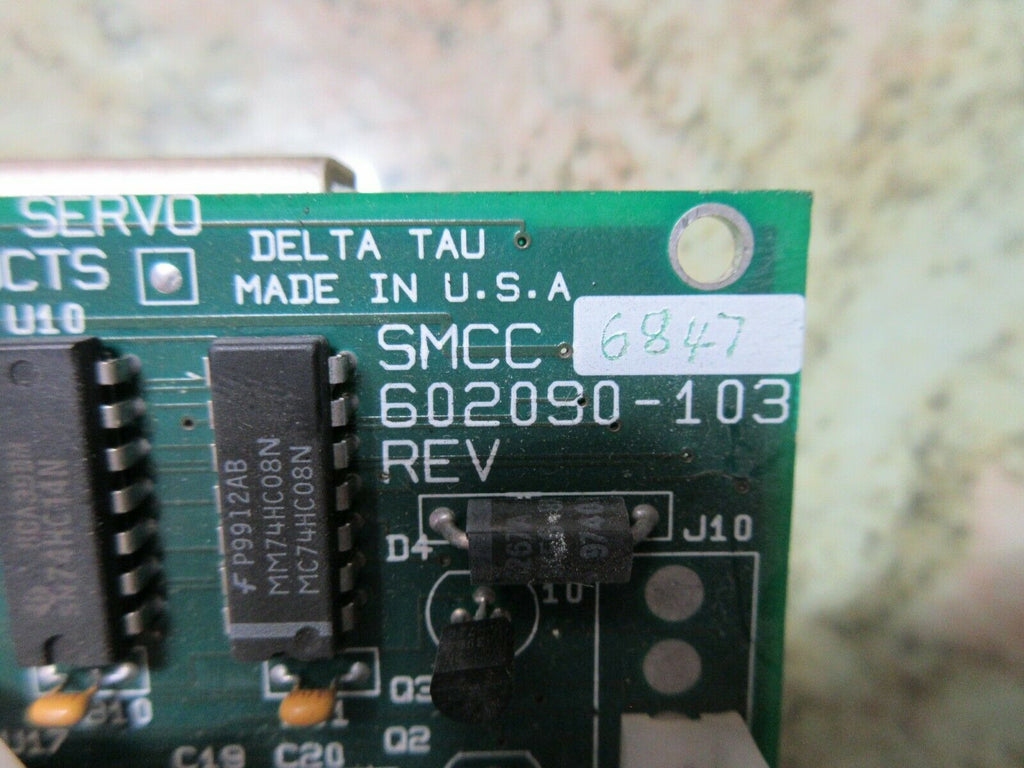 SERVO
DELTA TAU
CTS
MADE IN U.S.A
U10
SMCC 6847
602090-103
REV
P9912AB
MM74HC08N
MC74HC08N
D4
J10
10
Q3
Q2
C19 C20